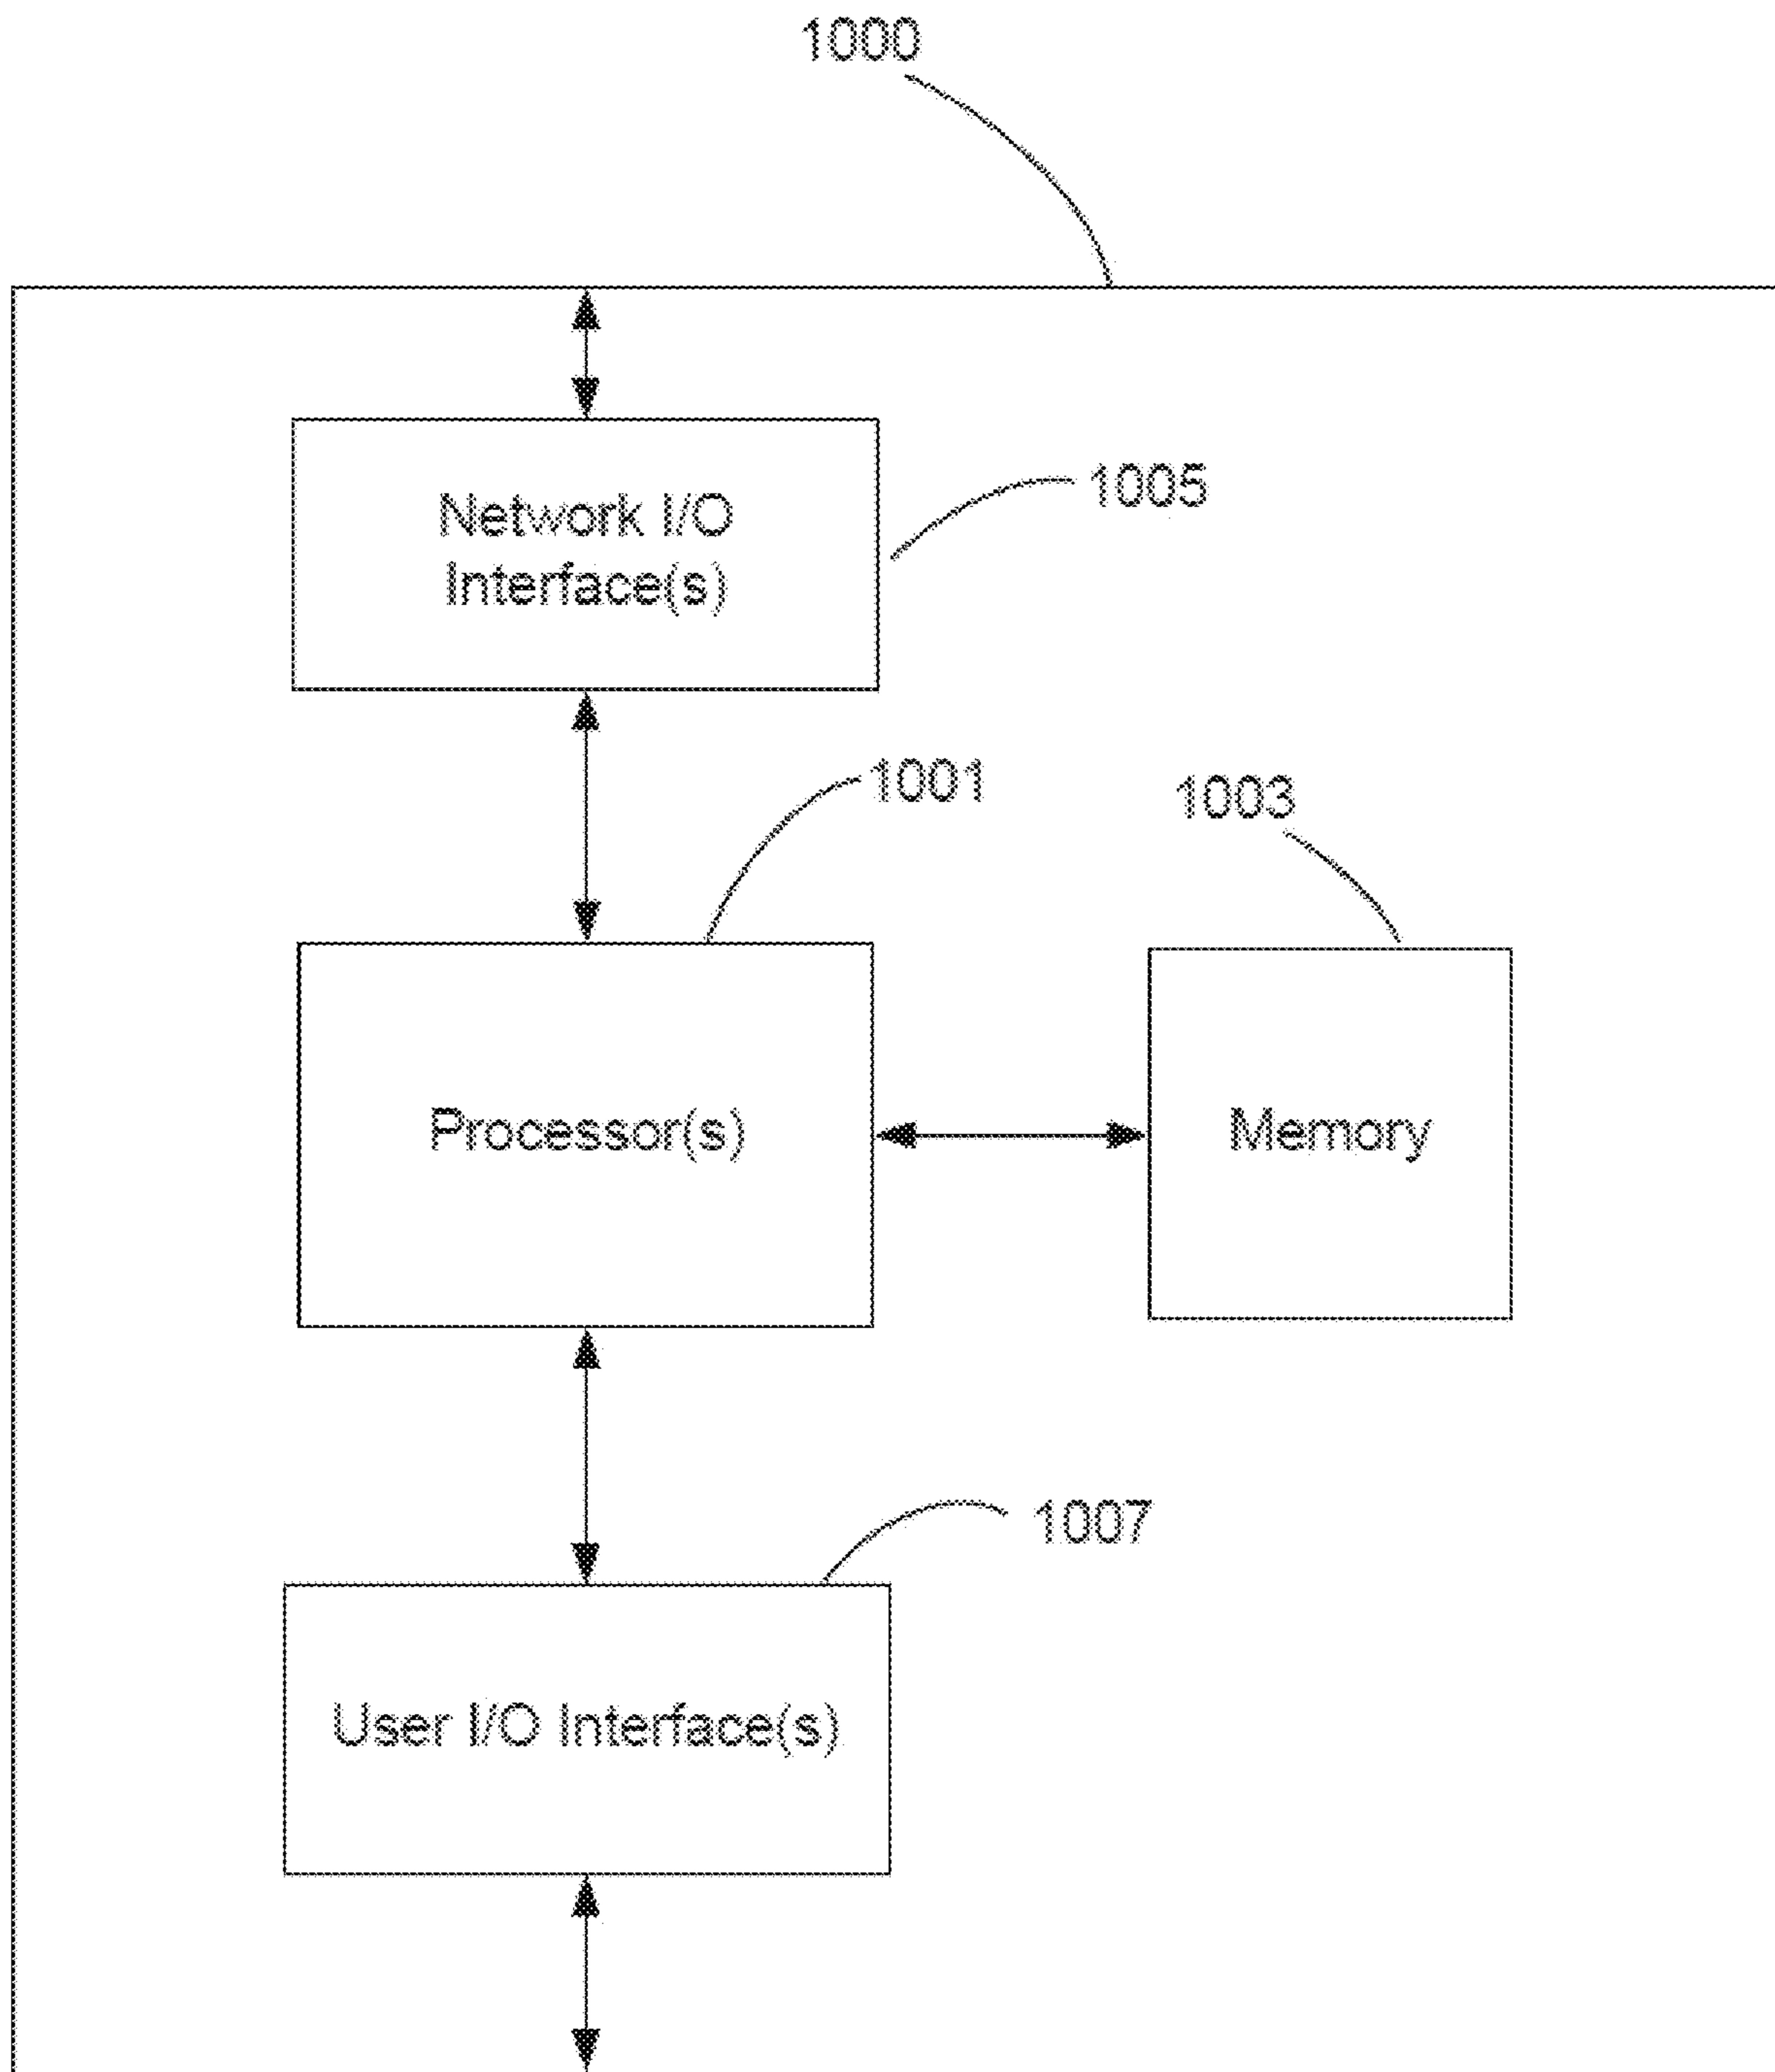 1000
Network I/O
Interface(s)
1005
1001
1003
Processor(s)
Memory
1007
User I/O Interface(s)